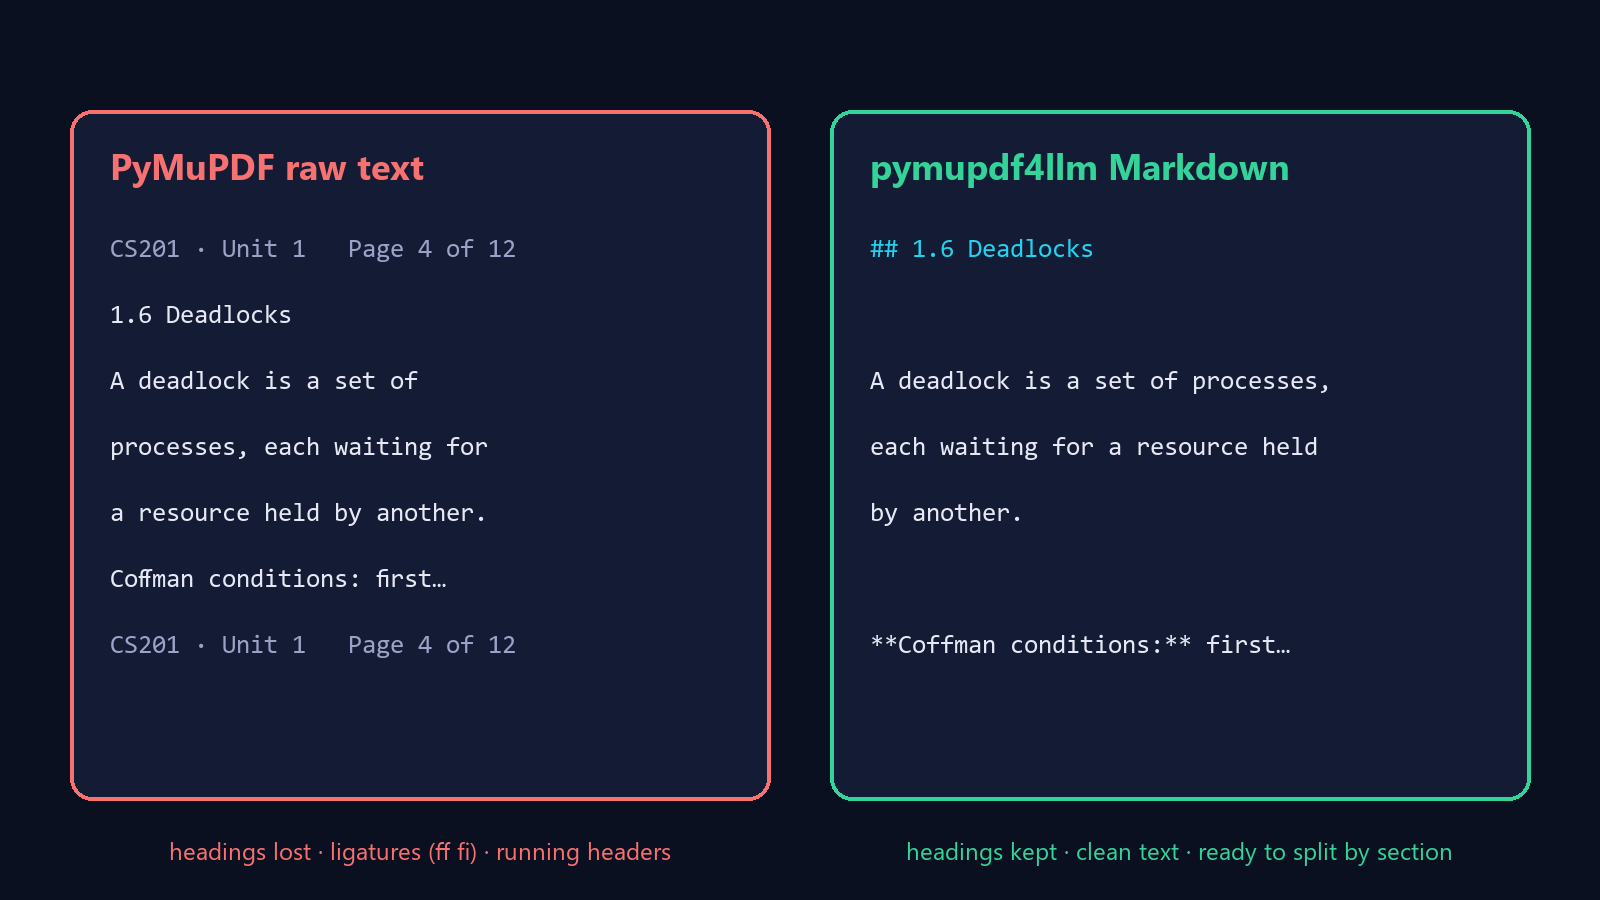 PyMuPDF raw text
CS201 · Unit 1   Page 4 of 12
1.6 Deadlocks
A deadlock is a set of
processes, each waiting for
a resource held by another.
Coffman conditions: first…
CS201 · Unit 1   Page 4 of 12
headings lost · ligatures (ff fi) · running headers
pymupdf4llm Markdown
## 1.6 Deadlocks
A deadlock is a set of processes,
each waiting for a resource held
by another.
**Coffman conditions:** first…
headings kept · clean text · ready to split by section